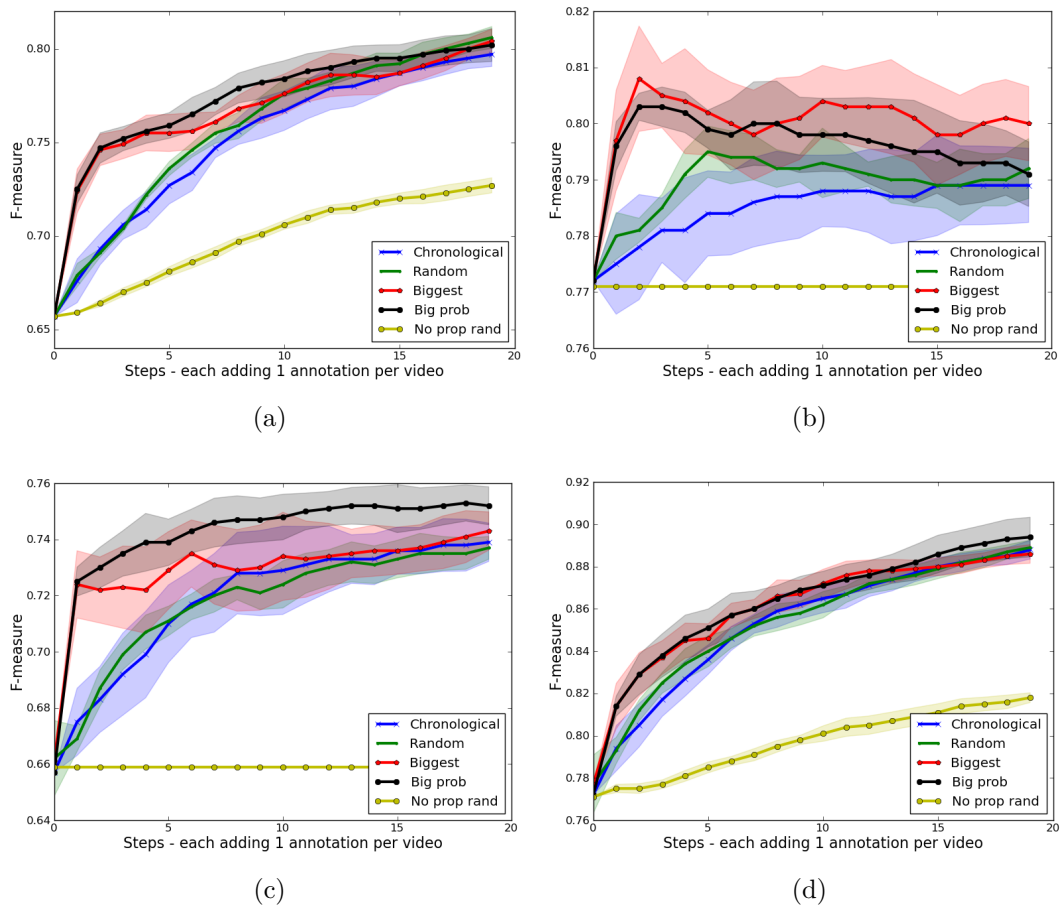 0.80
0.75
0.70
0.65
F-measure
Chronological
Random
Biggest
Big prob
No prop rand
0 5 10 15 20
Steps - each adding 1 annotation per video
(a)
0.82
0.81
0.80
0.79
0.78
0.77
0.76
F-measure
Chronological
Random
Biggest
Big prob
No prop rand
0 5 10 15 20
Steps - each adding 1 annotation per video
(b)
0.76
0.74
0.72
0.70
0.68
0.66
0.64
F-measure
Chronological
Random
Biggest
Big prob
No prop rand
0 5 10 15 20
Steps - each adding 1 annotation per video
(c)
0.92
0.90
0.88
0.86
0.84
0.82
0.80
0.78
0.76
F-measure
Chronological
Random
Biggest
Big prob
No prop rand
0 5 10 15 20
Steps - each adding 1 annotation per video
(d)